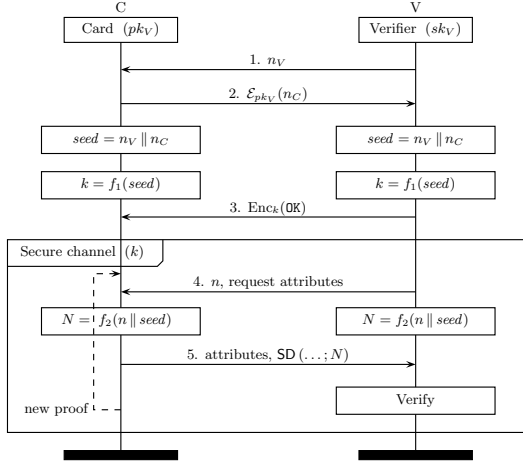 C V
Card (pk_V) Verifier (sk_V)
1. n_V
2. ℰ_{pk_V}(n_C)
seed = n_V ∥ n_C seed = n_V ∥ n_C
k = f_1(seed) k = f_1(seed)
3. Enc_k(OK)
Secure channel (k)
4. n, request attributes
N = f_2(n ∥ seed) N = f_2(n ∥ seed)
5. attributes, SD (...; N)
Verify
new proof